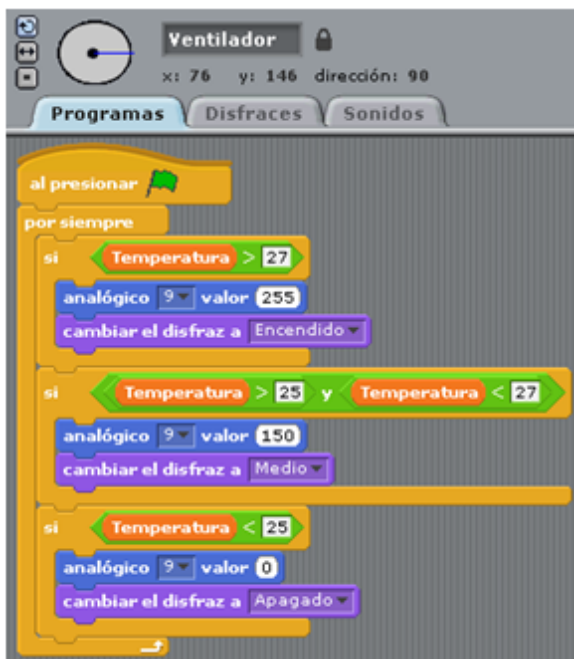 Ventilador
x: 76 y: 146 dirección: 90
Programas Disfraces Sonidos
al presionar
por siempre
si Temperatura > 27
analógico 9 valor 255
cambiar el disfraz a Encendido
si Temperatura > 25 y Temperatura < 27
analógico 9 valor 150
cambiar el disfraz a Medio
si Temperatura < 25
analógico 9 valor 0
cambiar el disfraz a Apagado